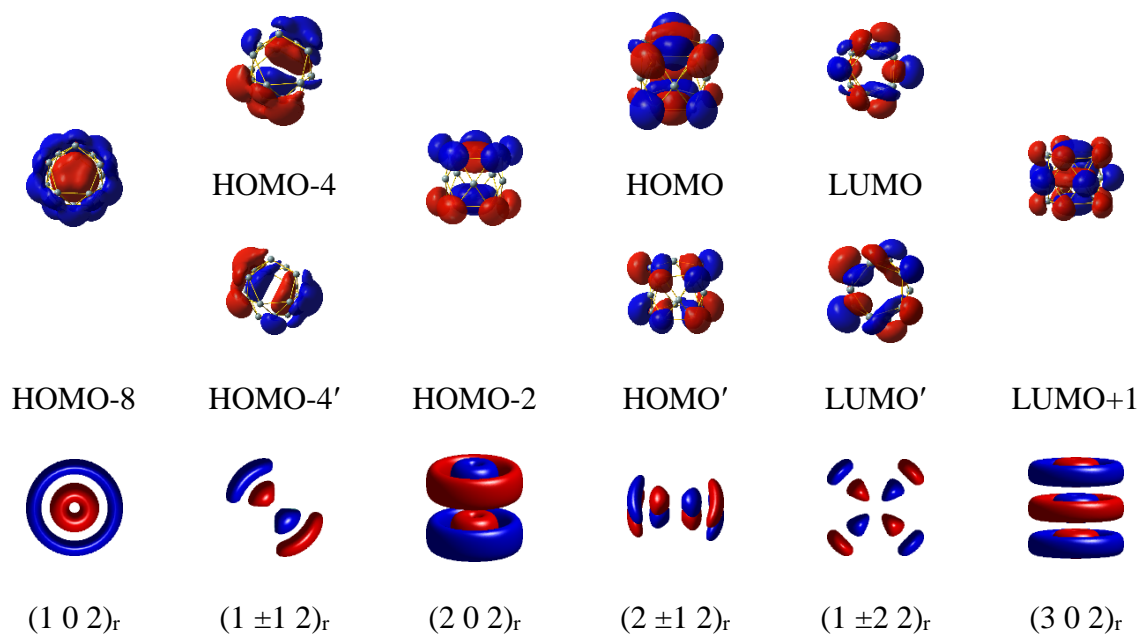 HOMO-4 HOMO LUMO
HOMO-8 HOMO-4′ HOMO-2 HOMO′ LUMO′ LUMO+1
(1 0 2)r (1 ±1 2)r (2 0 2)r (2 ±1 2)r (1 ±2 2)r (3 0 2)r